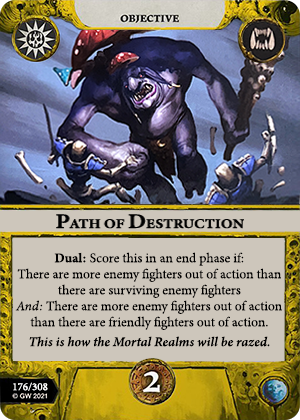 OBJECTIVE
PATH OF DESTRUCTION
Dual: Score this in an end phase if:
There are more enemy fighters out of action than
there are surviving enemy fighters
And: There are more enemy fighters out of action
than there are friendly fighters out of action.
This is how the Mortal Realms will be razed.
176/308
© GW 2021
2